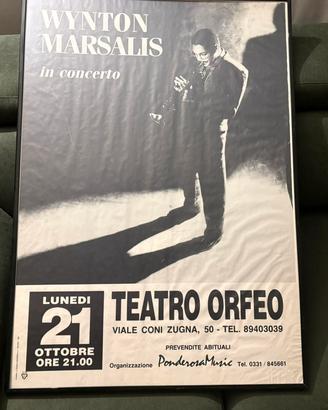 WYNTON
MARSALIS
in concerto
LUNEDI
21
OTTOBRE
ORE 21.00
TEATRO ORFEO
VIALE CONI ZUGNA, 50 - TEL. 89403039
PREVENDITE ABITUALI
Organizzazione PonderosaMusic Tel. 0331 / 845661